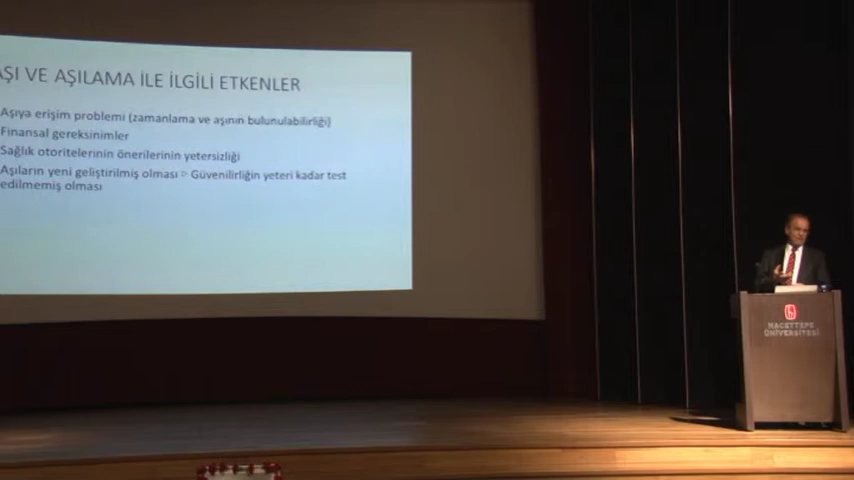 AŞI VE AŞILAMA İLE İLGİLİ ETKENLER
Aşıya erişim problemi (zamanlama ve aşının bulunulabilirliği)
Finansal gereksinimler
Sağlık otoritelerinin önerilerinin yetersizliği
Aşıların yeni geliştirilmiş olması > Güvenilirliğin yeteri kadar test
edilmemiş olması
HACETTEPE
ÜNİVERSİTESİ